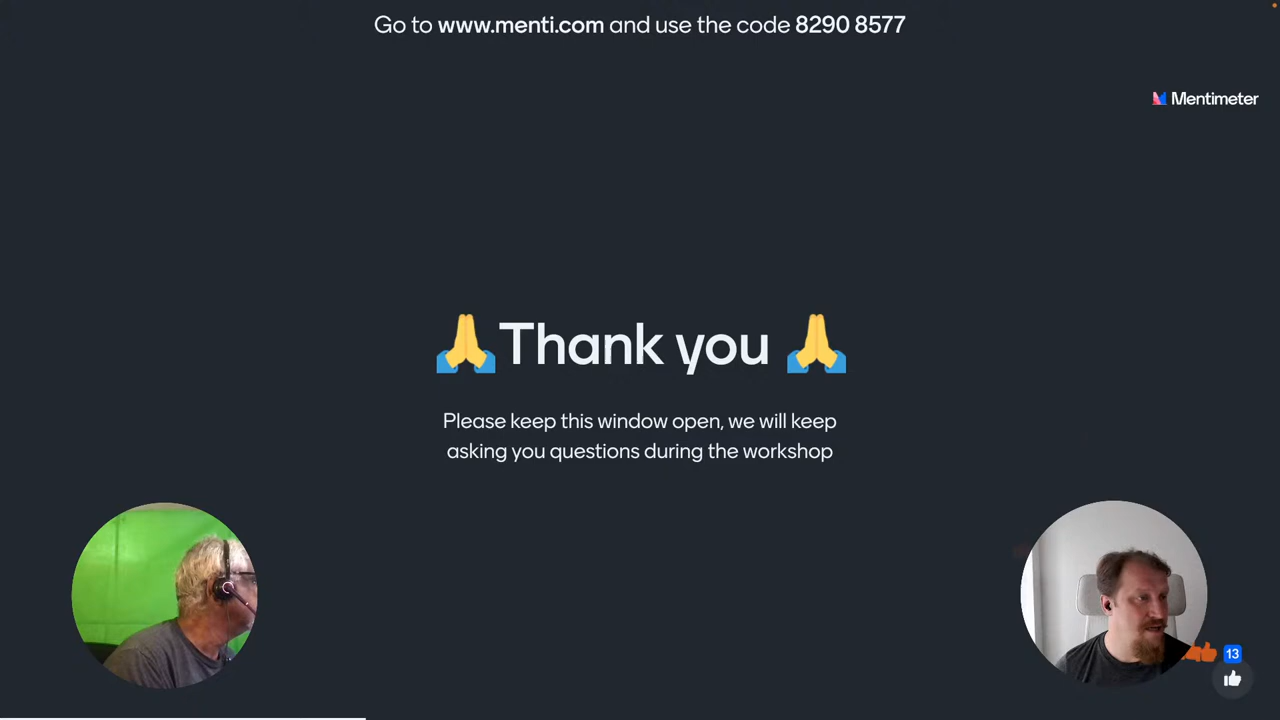 Go to www.menti.com and use the code 8290 8577
Mentimeter
🙏Thank you 🙏
Please keep this window open, we will keep
asking you questions during the workshop
13